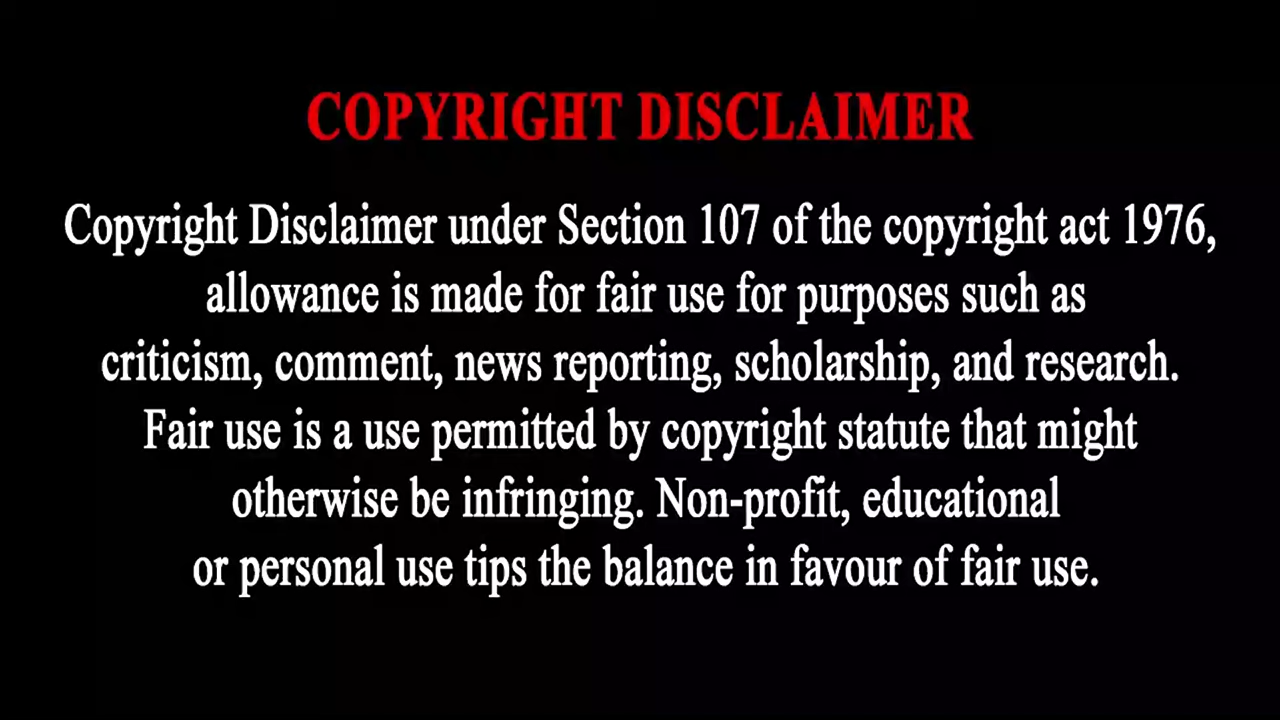 COPYRIGHT DISCLAIMER
Copyright Disclaimer under Section 107 of the copyright act 1976,
allowance is made for fair use for purposes such as
criticism, comment, news reporting, scholarship, and research.
Fair use is a use permitted by copyright statute that might
otherwise be infringing. Non-profit, educational
or personal use tips the balance in favour of fair use.